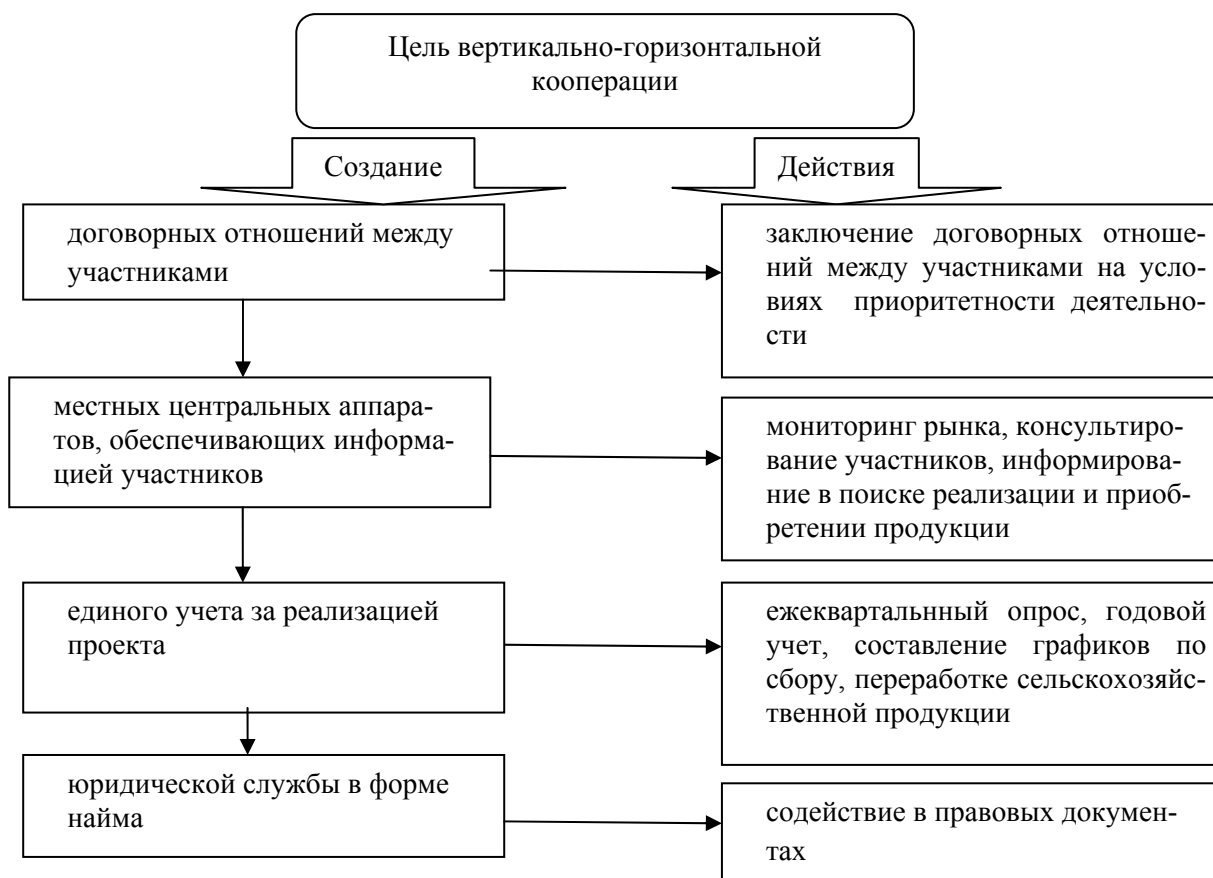 Цель вертикально-горизонтальной
кооперации
Создание
Действия
договорных отношений между
участниками
заключение договорных отноше-
ний между участниками на усло-
виях приоритетности деятельно-
сти
местных центральных аппара-
тов, обеспечивающих информа-
цией участников
мониторинг рынка, консультиро-
вание участников, информирова-
ние в поиске реализации и приоб-
ретении продукции
единого учета за реализацией
проекта
ежеквартальнный опрос, годовой
учет, составление графиков по
сбору, переработке сельскохозяйс-
твенной продукции
юридической службы в форме
найма
содействие в правовых докумен-
тах